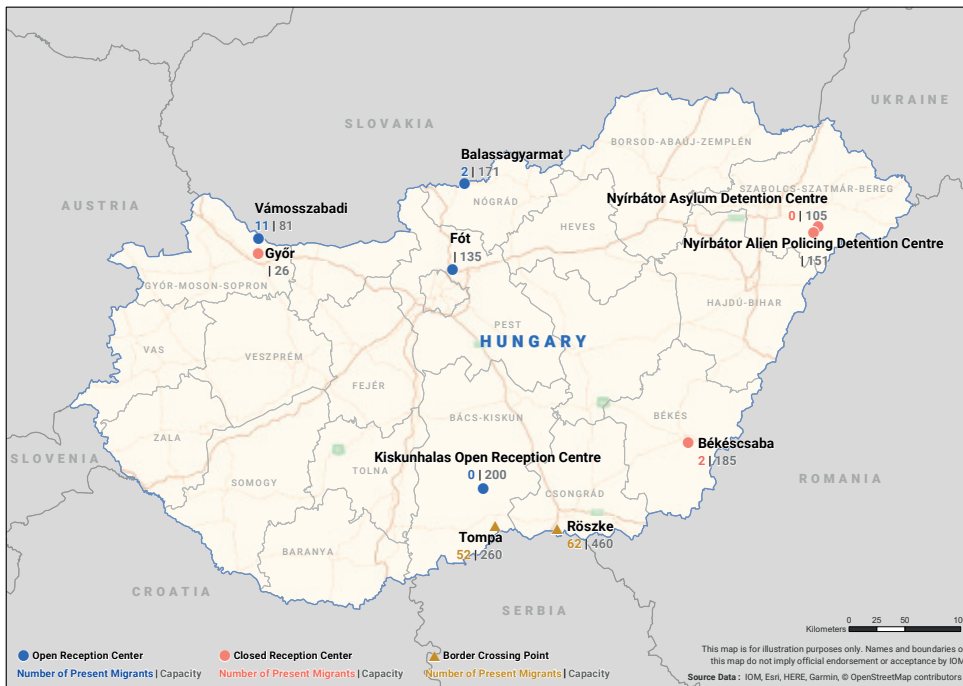 UKRAINE
SLOVAKIA
BORSOD-ABAÚJ-ZEMPLÉN
Balassagyarmat
2 | 171
SZABOLCS-SZATMÁR-BEREG
NÓGRÁD
Nyírbátor Asylum Detention Centre
AUSTRIA
Vámosszabadi
0 | 105
11 | 81
HEVES
Fót
Győr
Nyírbátor Alien Policing Detention Centre
| 135
| 151
| 26
GYŐR-MOSON-SOPRON
HAJDÚ-BIHAR
PEST
HUNGARY
VAS
VESZPRÉM
FEJÉR
BÉKÉS
BÁCS-KISKUN
ZALA
Békéscsaba
Kiskunhalas Open Reception Centre
SLOVENIA
2 | 185
TOLNA
0 | 200
ROMANIA
SOMOGY
CSONGRÁD
Röszke
Tompa
62 | 460
BARANYA
52 | 260
CROATIA
SERBIA
0 25 50 10
Kilometers
Open Reception Center
Closed Reception Center
Border Crossing Point
This map is for illustration purposes only. Names and boundaries o
this map do not imply official endorsement or acceptance by IOM
Number of Present Migrants | Capacity
Number of Present Migrants | Capacity
Number of Present Migrants | Capacity
Source Data : IOM, Esri, HERE, Garmin, © OpenStreetMap contributors